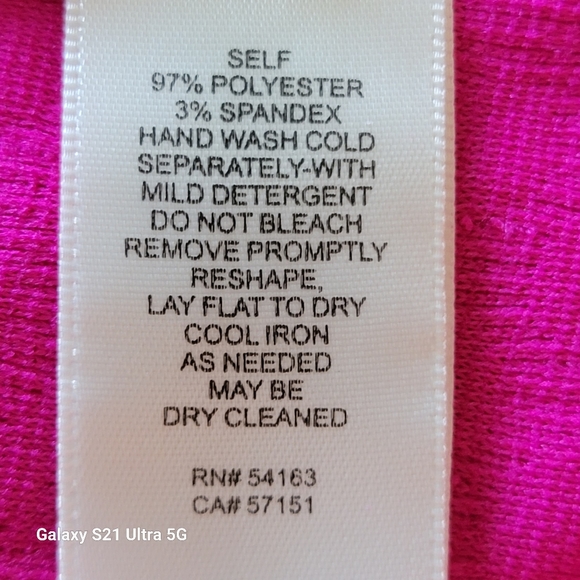 SELF
97% POLYESTER
3% SPANDEX
HAND WASH COLD
SEPARATELY-WITH
MILD DETERGENT
DO NOT BLEACH
REMOVE PROMPTLY
RESHAPE,
LAY FLAT TO DRY
COOL IRON
AS NEEDED
MAY BE
DRY CLEANED
RN# 54163
CA# 57151
Galaxy S21 Ultra 5G